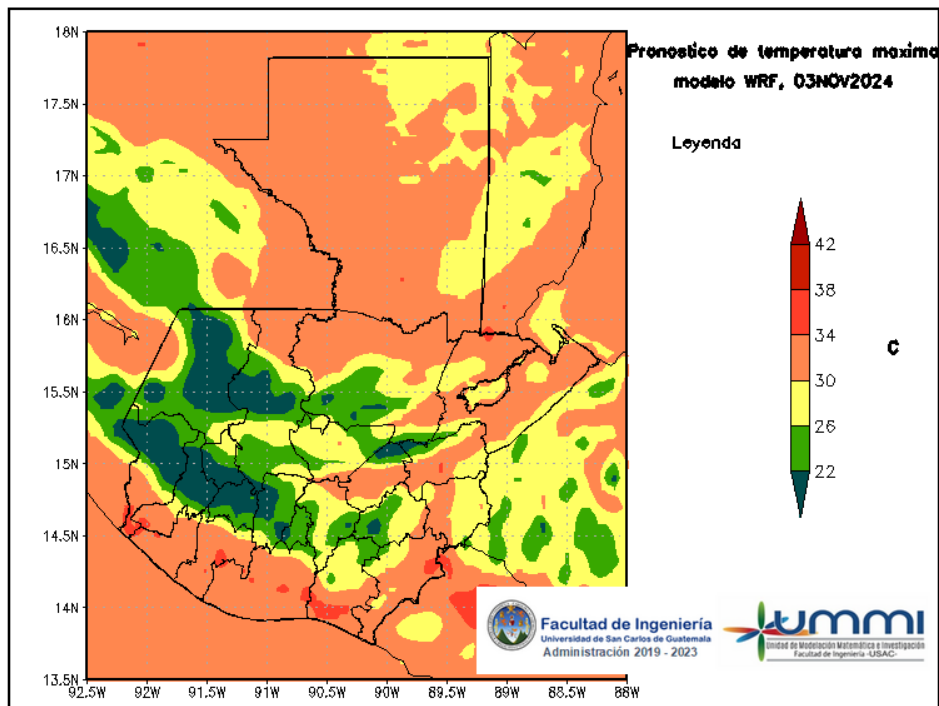 Pronostico de temperatura maxima
modelo WRF, 03NOV2024
Leyenda
42
38
34
30
26
22
C
18N
17.5N
17N
16.5N
16N
15.5N
15N
14.5N
14N
13.5N
92.5W
92W
91.5W
91W
90.5W
90W
89.5W
89W
88.5W
88W
Facultad de Ingeniería
Universidad de San Carlos de Guatemala
Administración 2019 - 2023
ummi
Unidad de Modelación Matemática e Investigación
Facultad de Ingeniería -USAC-